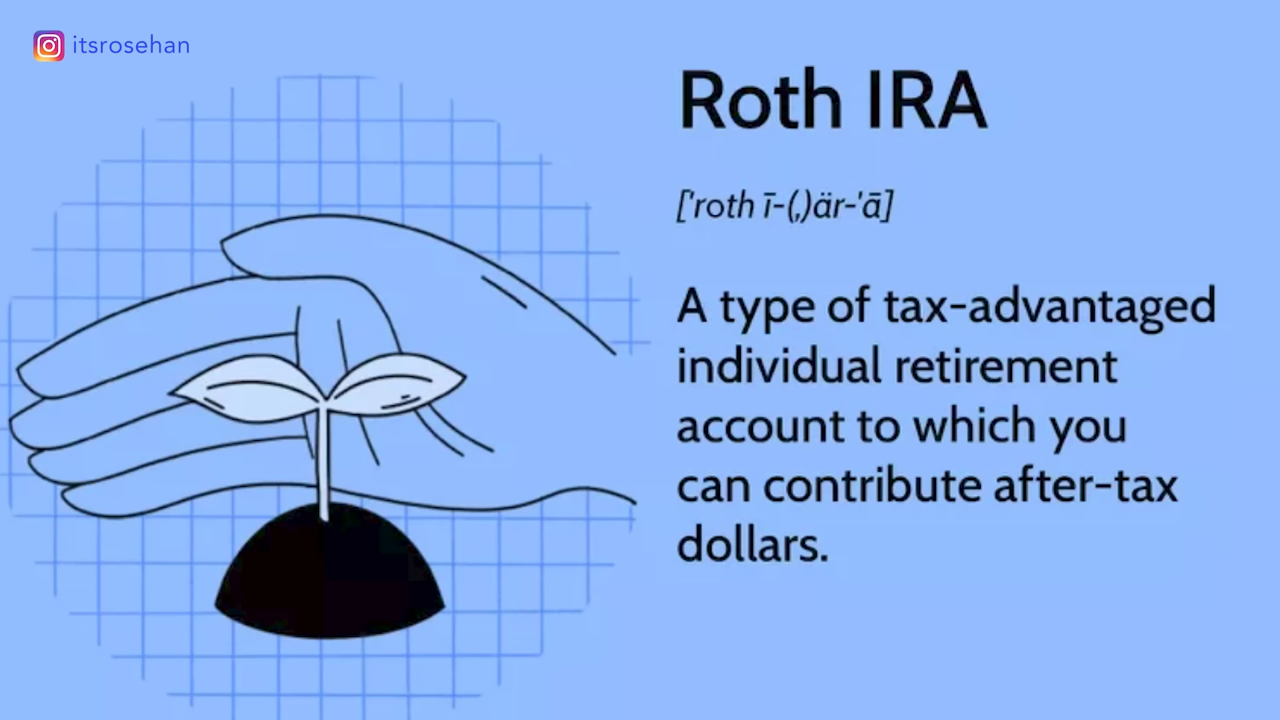 itsrosehan
Roth IRA
['roth ī-(,)är-'ā]
A type of tax-advantaged
individual retirement
account to which you
can contribute after-tax
dollars.